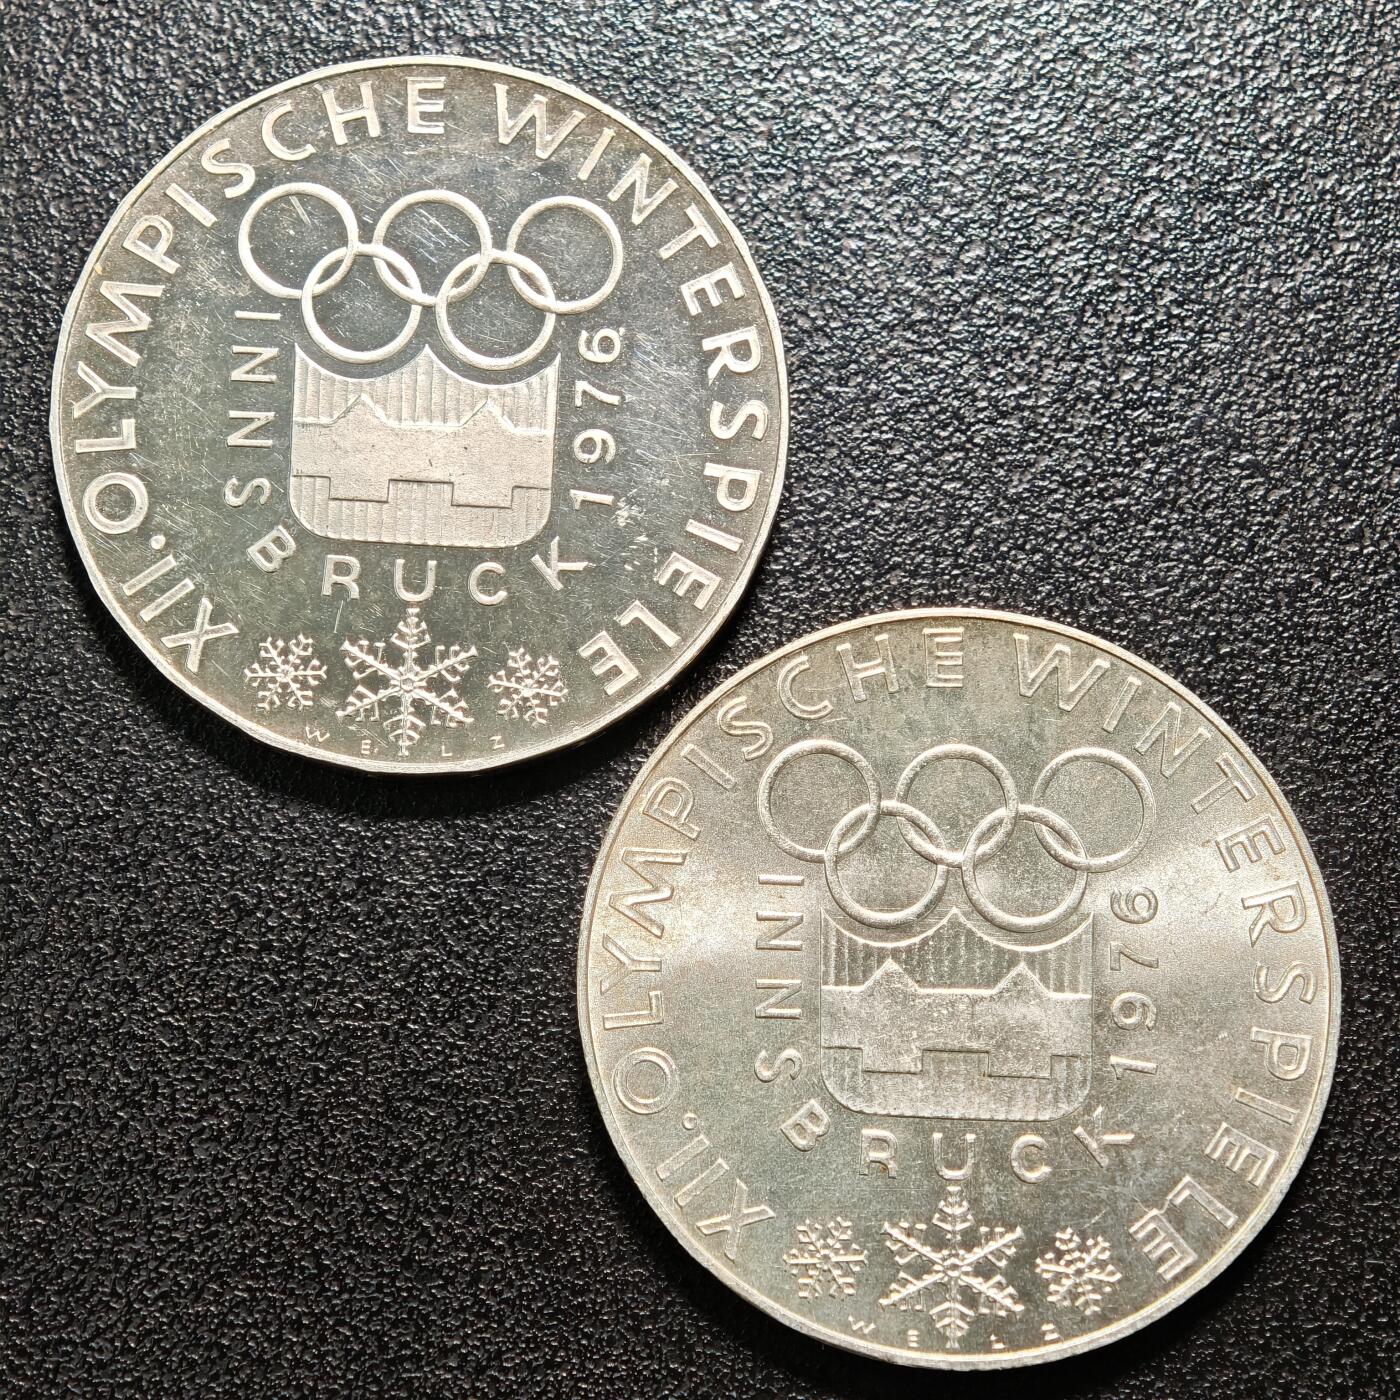 XII. OLYMPISCHE WINTERSPIELE
INNSBRUCK 1976
WELZ
XII. OLYMPISCHE WINTERSPIELE
INNSBRUCK 1976
WELZ